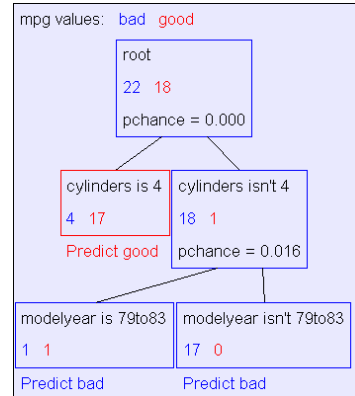 mpg values: bad good
root
22 18
pchance = 0.000
cylinders is 4
4 17
Predict good
cylinders isn't 4
18 1
pchance = 0.016
modelyear is 79to83
1 1
Predict bad
modelyear isn't 79to83
17 0
Predict bad